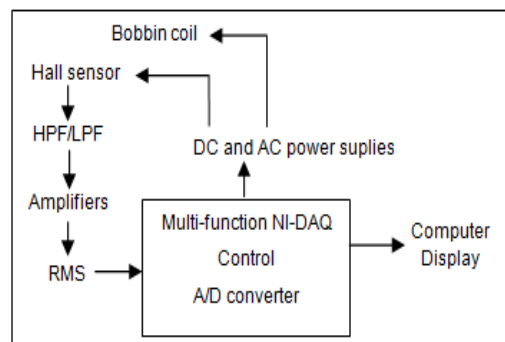 Bobbin coil
Hall sensor
HPF/LPF
DC and AC power suplies
Amplifiers
Multi-function NI-DAQ
Control
A/D converter
RMS
Computer
Display